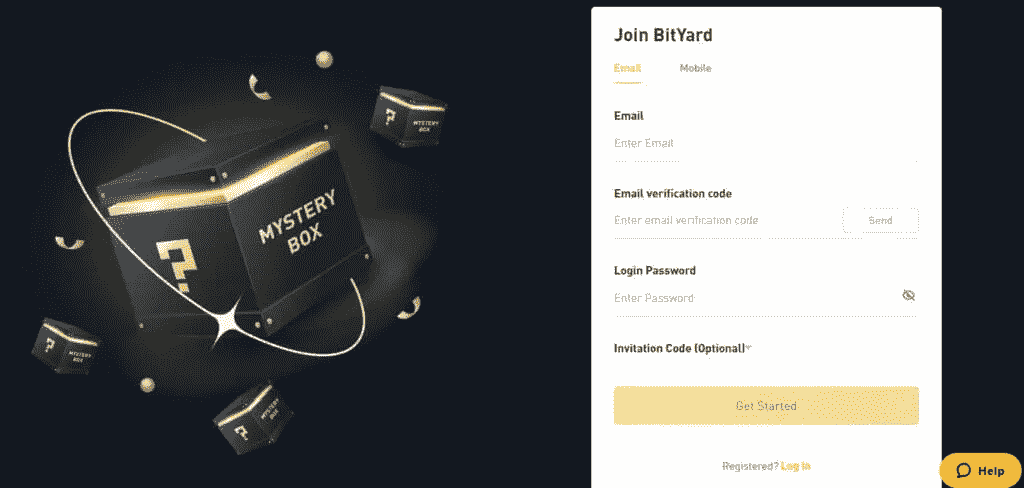 Join BitYard
Email Mobile
Email
Enter Email
Email verification code
Enter email verification code Send
Login Password
Enter Password
Invitation Code (Optional)
Get Started
Registered? Log In
Help
MYSTERY
BOX
?
MYSTERY
BOX
?
?
MYSTERY
BOX
?
MYSTERY
BOX